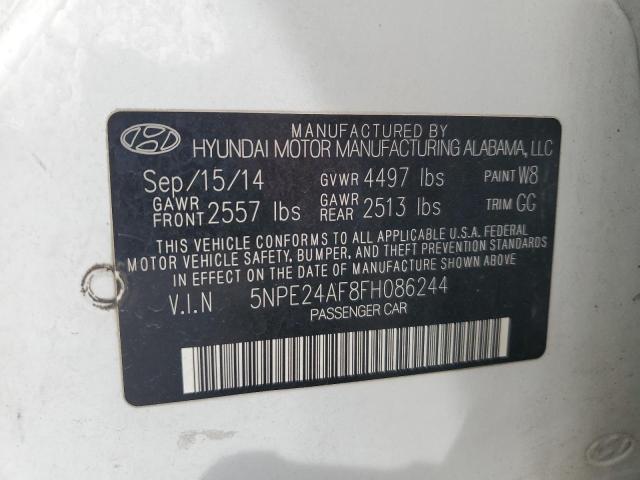 MANUFACTURED BY
HYUNDAI MOTOR MANUFACTURING ALABAMA, LLC
Sep/15/14 GVWR 4497 lbs PAINT W8
GAWR FRONT 2557 lbs GAWR REAR 2513 lbs TRIM GG
THIS VEHICLE CONFORMS TO ALL APPLICABLE U.S.A. FEDERAL
MOTOR VEHICLE SAFETY, BUMPER, AND THEFT PREVENTION STANDARDS
IN EFFECT ON THE DATE OF MANUFACTURE SHOWN ABOVE.
V.I.N 5NPE24AF8FH086244
PASSENGER CAR